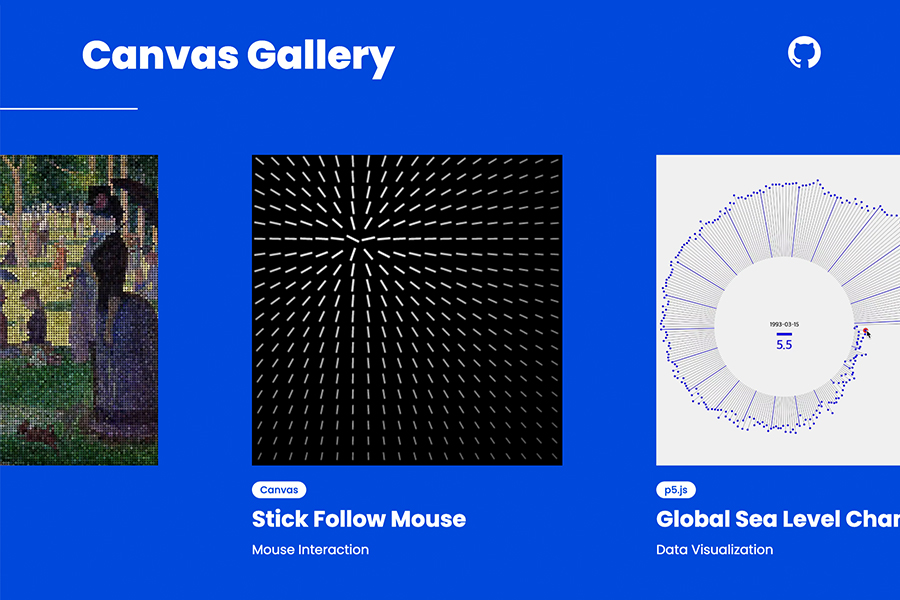 Canvas Gallery
1993-03-15
5.5
Canvas
Stick Follow Mouse
Mouse Interaction
p5.js
Global Sea Level Char
Data Visualization